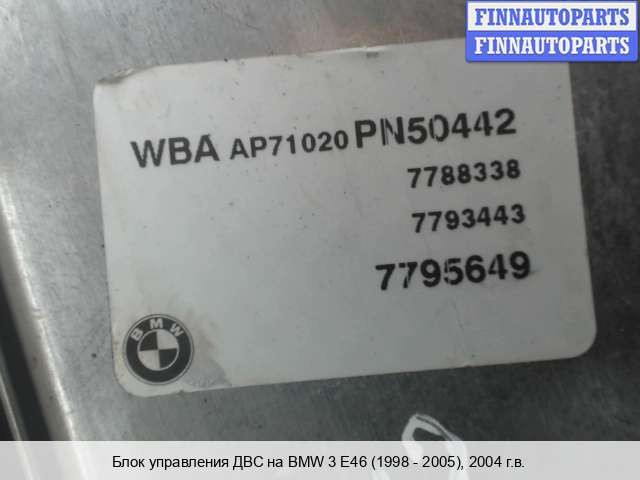 FINNAUTOPARTS
FINNAUTOPARTS
WBA AP71020 PN50442
7788338
7793443
7795649
BMW
Блок управления ДВС на BMW 3 E46 (1998 - 2005), 2004 г.в.